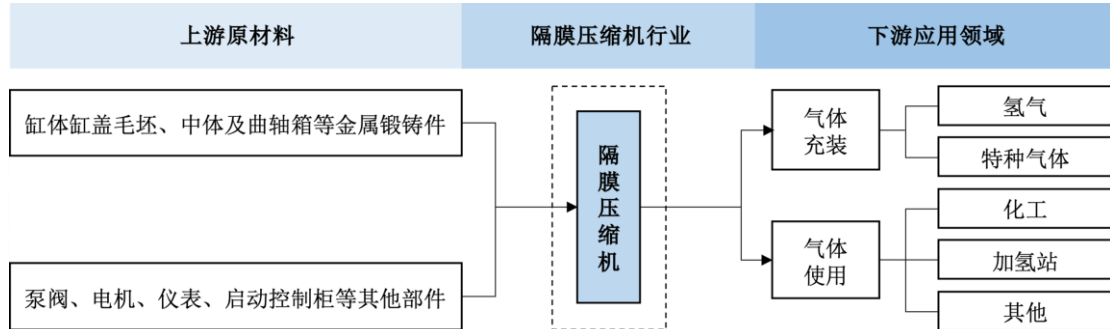 上游原材料
隔膜压缩机行业
下游应用领域
缸体缸盖毛坯、中体及曲轴箱等金属锻铸件
泵阀、电机、仪表、启动控制柜等其他部件
隔膜压缩机
气体
充装
氢气
特种气体
气体
使用
化工
加氢站
其他